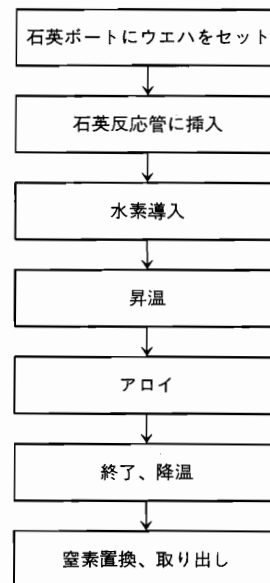 石英ボートにウエハをセット
石英反応管に挿入
水素導入
昇温
アロイ
終了、降温
窒素置換、取り出し